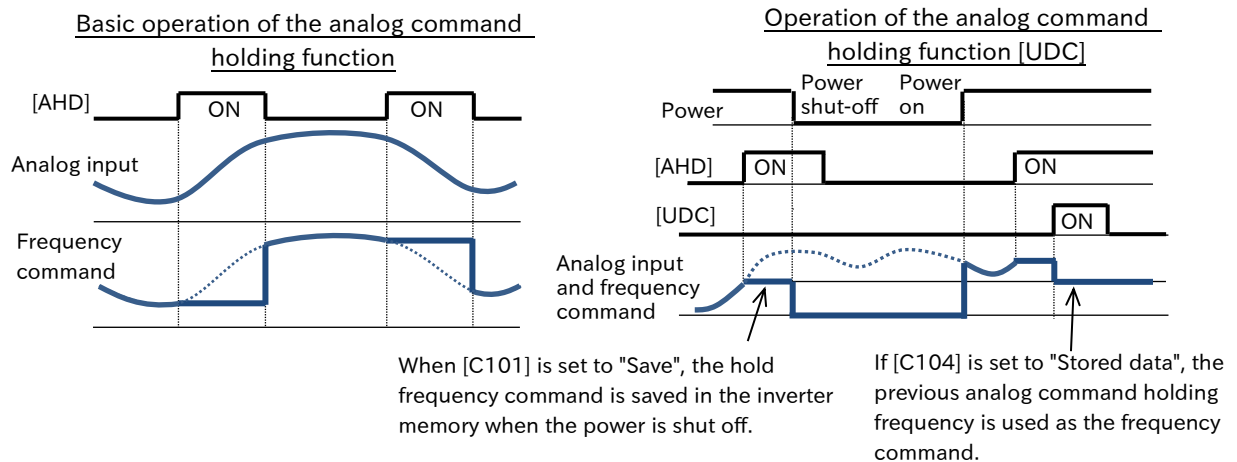 Basic operation of the analog command
holding function
[AHD]
ON
ON
Analog input
Frequency
command
Operation of the analog command
holding function [UDC]
Power
shut-off
Power
on
Power
[AHD]
ON
ON
[UDC]
ON
Analog input
and frequency
command
When [C101] is set to "Save", the hold
frequency command is saved in the inverter
memory when the power is shut off.
If [C104] is set to "Stored data", the
previous analog command holding
frequency is used as the frequency
command.